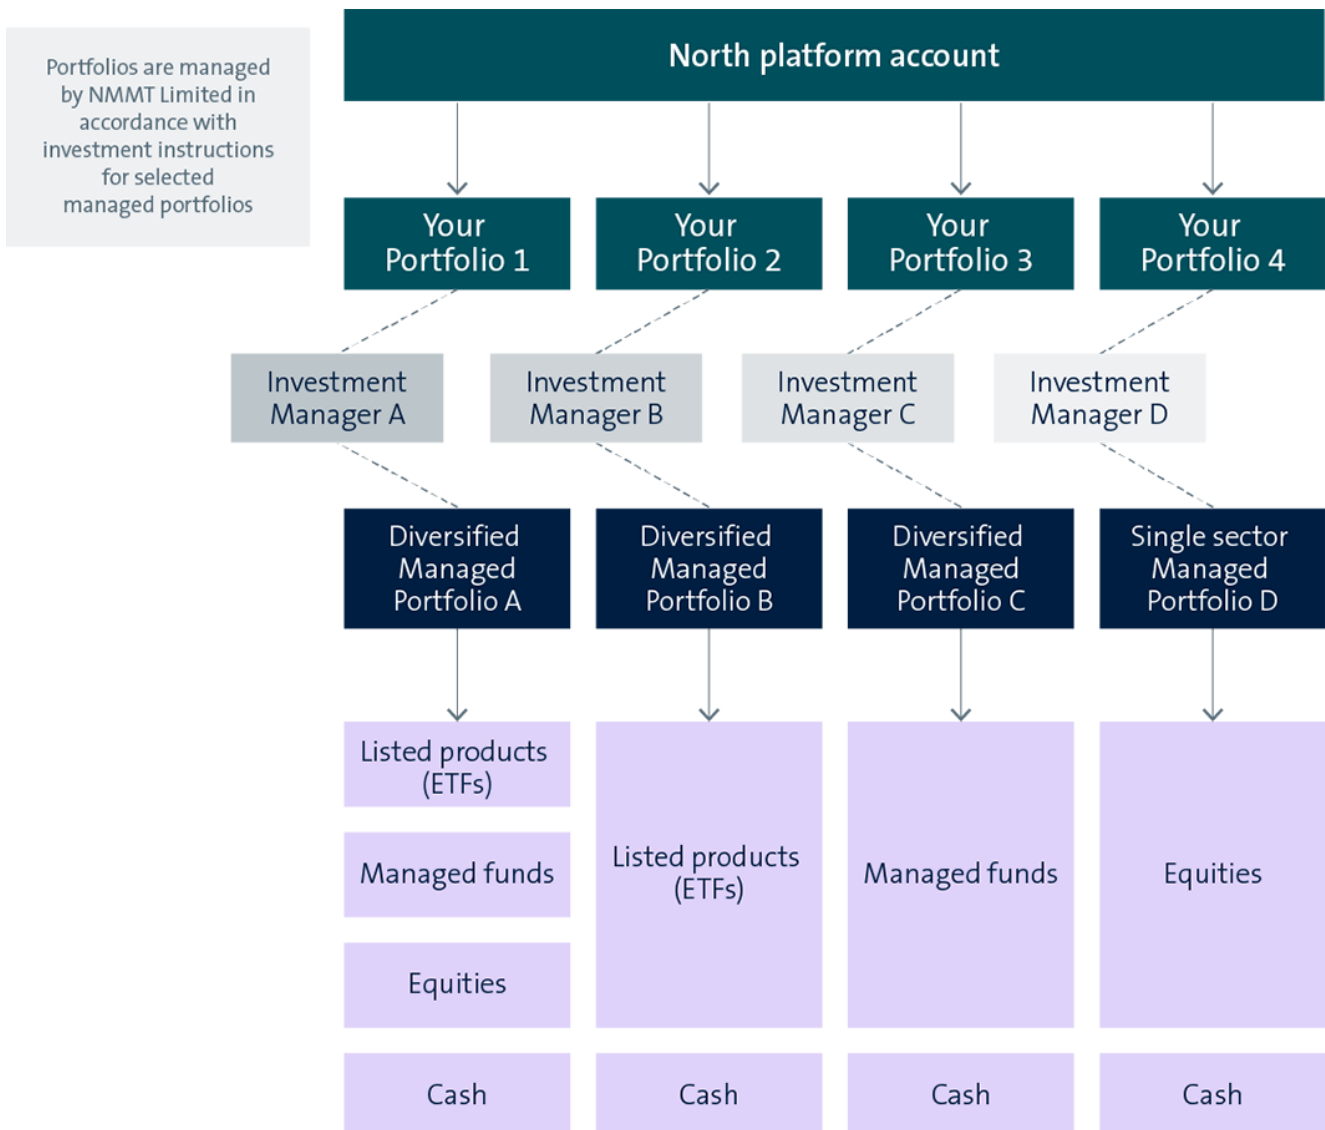 North platform account
Portfolios are managed
by NMMT Limited in
accordance with
investment instructions
for selected
managed portfolios
Your
Portfolio 1
Your
Portfolio 2
Your
Portfolio 3
Your
Portfolio 4
Investment
Manager A
Investment
Manager B
Investment
Manager C
Investment
Manager D
Diversified
Managed
Portfolio A
Diversified
Managed
Portfolio B
Diversified
Managed
Portfolio C
Single sector
Managed
Portfolio D
Listed products
(ETFs)
Managed funds
Equities
Cash
Listed products
(ETFs)
Cash
Managed funds
Cash
Equities
Cash